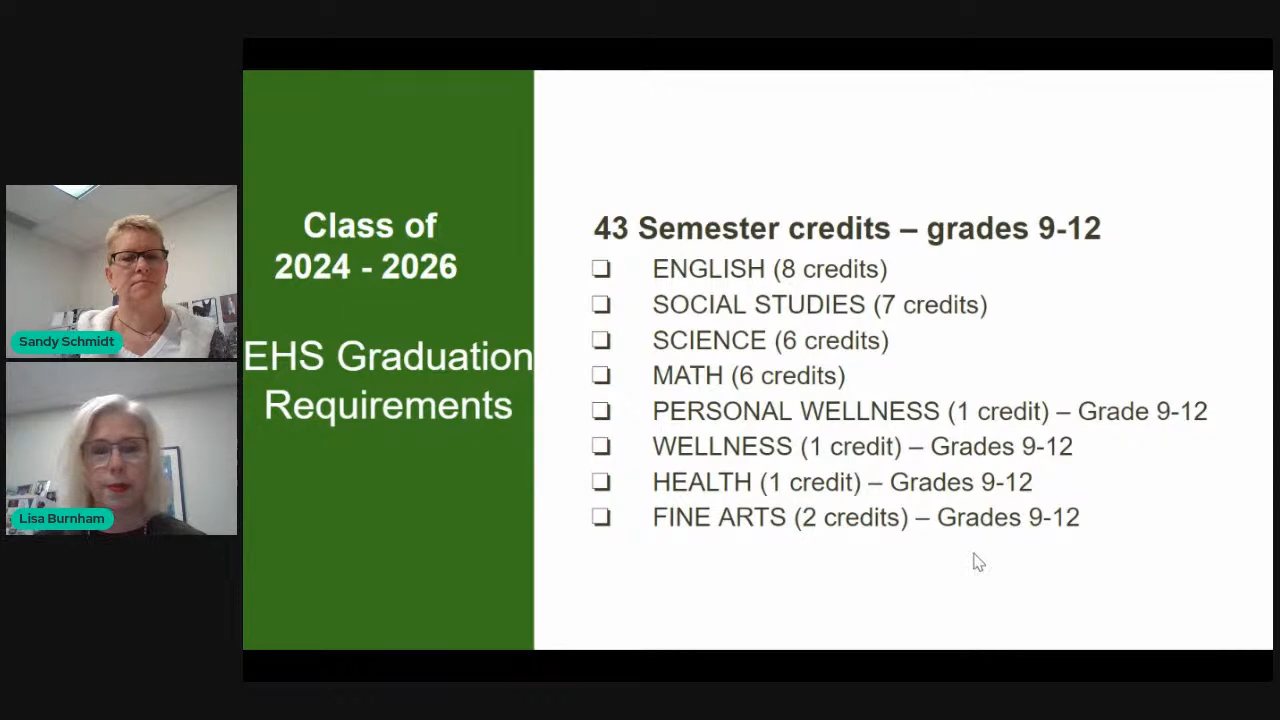 Sandy Schmidt
Lisa Burnham
Class of
2024 - 2026
EHS Graduation
Requirements
43 Semester credits – grades 9-12
❏ ENGLISH (8 credits)
❏ SOCIAL STUDIES (7 credits)
❏ SCIENCE (6 credits)
❏ MATH (6 credits)
❏ PERSONAL WELLNESS (1 credit) – Grade 9-12
❏ WELLNESS (1 credit) – Grades 9-12
❏ HEALTH (1 credit) – Grades 9-12
❏ FINE ARTS (2 credits) – Grades 9-12